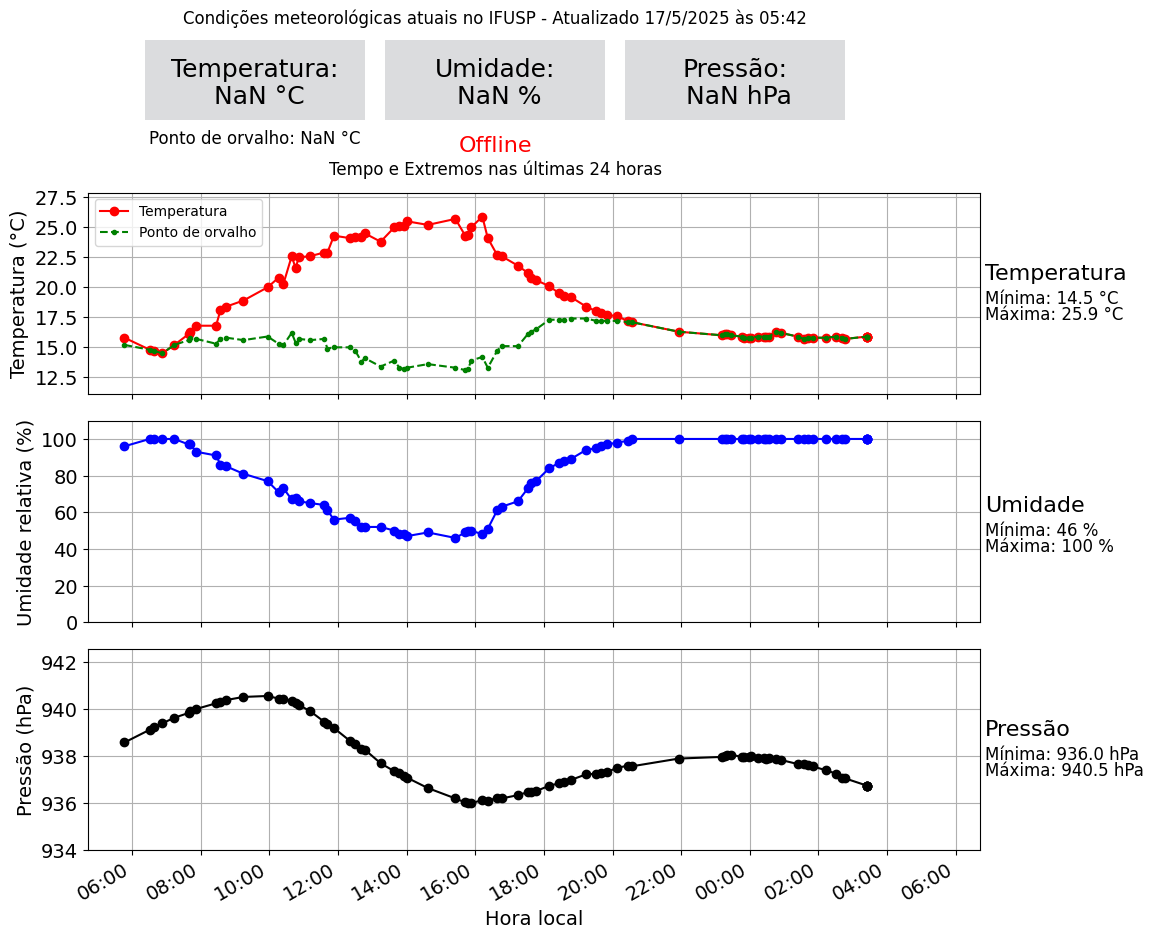 Condições meteorológicas atuais no IFUSP - Atualizado 17/5/2025 às 05:42
Temperatura:
NaN °C
Umidade:
NaN %
Pressão:
NaN hPa
Ponto de orvalho: NaN °C
Offline
Tempo e Extremos nas últimas 24 horas
Temperatura (°C)
27.5
25.0
22.5
20.0
17.5
15.0
12.5
Temperatura
Ponto de orvalho
Temperatura
Mínima: 14.5 °C
Máxima: 25.9 °C
Umidade relativa (%)
100
80
60
40
20
0
Umidade
Mínima: 46 %
Máxima: 100 %
Pressão (hPa)
942
940
938
936
934
Pressão
Mínima: 936.0 hPa
Máxima: 940.5 hPa
06:00 08:00 10:00 12:00 14:00 16:00 18:00 20:00 22:00 00:00 02:00 04:00 06:00
Hora local